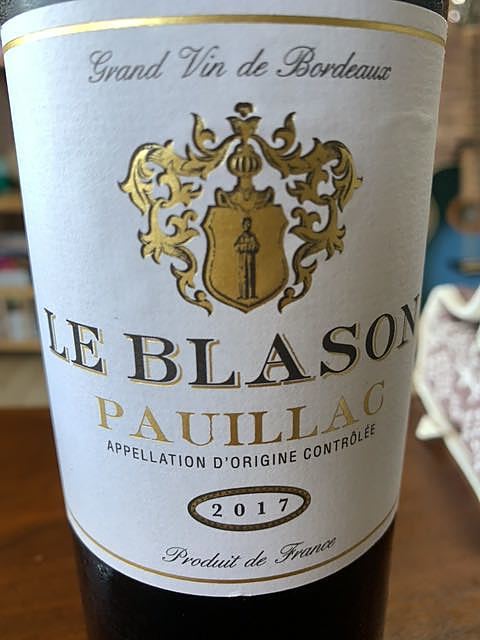 Grand Vin de Bordeaux
LE BLASON
PAUILLAC
APPELLATION D'ORIGINE CONTRÔLÉE
2017
Produit de France